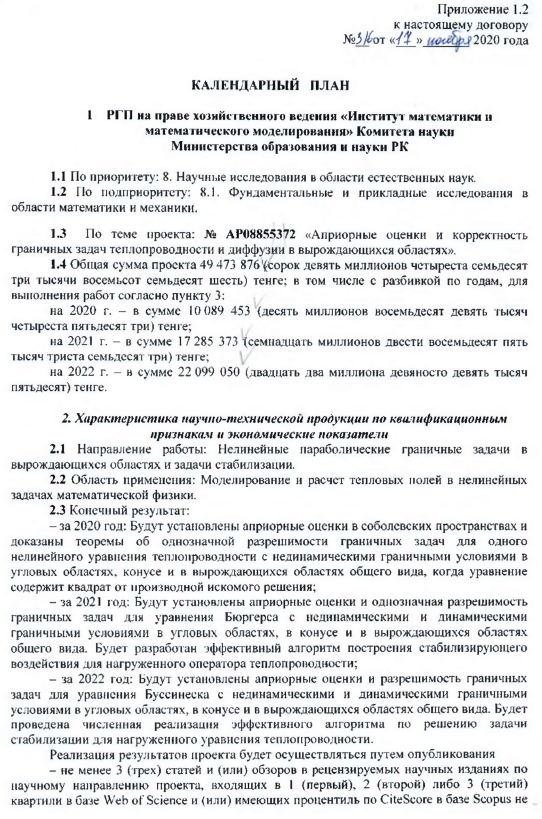 Приложение 1.2
к настоящему договору
№316 от «17» ноября 2020 года
КАЛЕНДАРНЫЙ ПЛАН
1 РГП на праве хозяйственного ведения «Институт математики и
математического моделирования» Комитета науки
Министерства образования и науки РК
1.1 По приоритету: 8. Научные исследования в области естественных наук.
1.2 По подприоритету: 8.1. Фундаментальные и прикладные исследования в
области математики и механики.
1.3 По теме проекта: № АР08855372 «Априорные оценки и корректность
граничных задач теплопроводности и диффузии в вырождающихся областях».
1.4 Общая сумма проекта 49 473 876 (сорок девять миллионов четыреста семьдесят
три тысячи восемьсот семьдесят шесть) тенге; в том числе с разбивкой по годам, для
выполнения работ согласно пункту 3:
на 2020 г. – в сумме 10 089 453 (десять миллионов восемьдесят девять тысяч
четыреста пятьдесят три) тенге;
на 2021 г. – в сумме 17 285 373 (семнадцать миллионов двести восемьдесят пять
тысяч триста семьдесят три) тенге;
на 2022 г. – в сумме 22 099 050 (двадцать два миллиона девяносто девять тысяч
пятьдесят) тенге.
2. Характеристика научно-технической продукции по квалификационным
признакам и экономические показатели
2.1 Направление работы: Нелинейные параболические граничные задачи в
вырождающихся областях и задачи стабилизации.
2.2 Область применения: Моделирование и расчет тепловых полей в нелинейных
задачах математической физики.
2.3 Конечный результат:
– за 2020 год: Будут установлены априорные оценки в соболевских пространствах и
доказаны теоремы об однозначной разрешимости граничных задач для одного
нелинейного уравнения теплопроводности с нединамическими граничными условиями в
угловых областях, конусе и в вырождающихся областях общего вида, когда уравнение
содержит квадрат от производной искомого решения;
– за 2021 год: Будут установлены априорные оценки и однозначная разрешимость
граничных задач для уравнения Бюргерса с нединамическими и динамическими
граничными условиями в угловых областях, в конусе и в вырождающихся областях
общего вида. Будет разработан эффективный алгоритм построения стабилизирующего
воздействия для нагруженного оператора теплопроводности;
– за 2022 год: Будут установлены априорные оценки и разрешимость граничных
задач для уравнения Буссинеска с нединамическими и динамическими граничными
условиями в угловых областях, в конусе и в вырождающихся областях общего вида. Будет
проведена численная реализация эффективного алгоритма по решению задачи
стабилизации для нагруженного уравнения теплопроводности.
Реализация результатов проекта будет осуществляться путем опубликования
– не менее 3 (трех) статей и (или) обзоров в рецензируемых научных изданиях по
научному направлению проекта, входящих в 1 (первый), 2 (второй) либо 3 (третий)
квартили в базе Web of Science и (или) имеющих процентиль по CiteScore в базе Scopus не